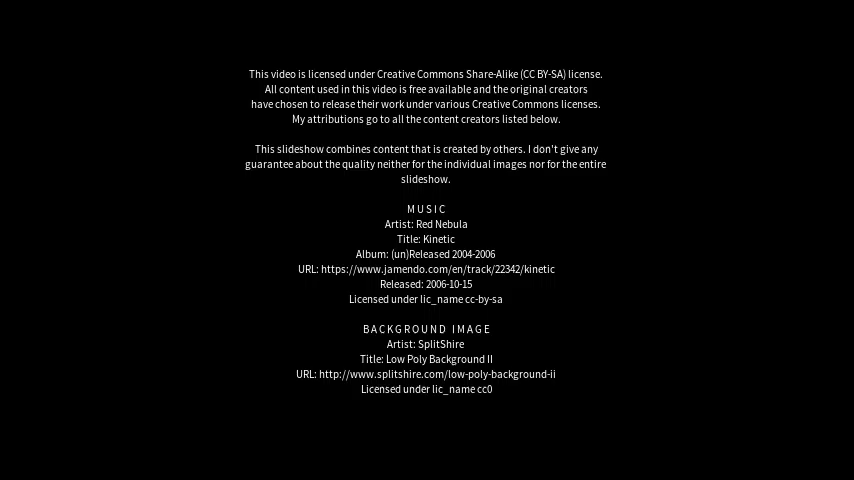 This video is licensed under Creative Commons Share-Alike (CC BY-SA) license.
All content used in this video is free available and the original creators
have chosen to release their work under various Creative Commons licenses.
My attributions go to all the content creators listed below.
This slideshow combines content that is created by others. I don't give any
guarantee about the quality neither for the individual images nor for the entire
slideshow.
MUSIC
Artist: Red Nebula
Title: Kinetic
Album: (un)Released 2004-2006
URL: https://www.jamendo.com/en/track/22342/kinetic
Released: 2006-10-15
Licensed under lic_name cc-by-sa
BACKGROUND IMAGE
Artist: SplitShire
Title: Low Poly Background II
URL: http://www.splitshire.com/low-poly-background-ii
Licensed under lic_name cc0